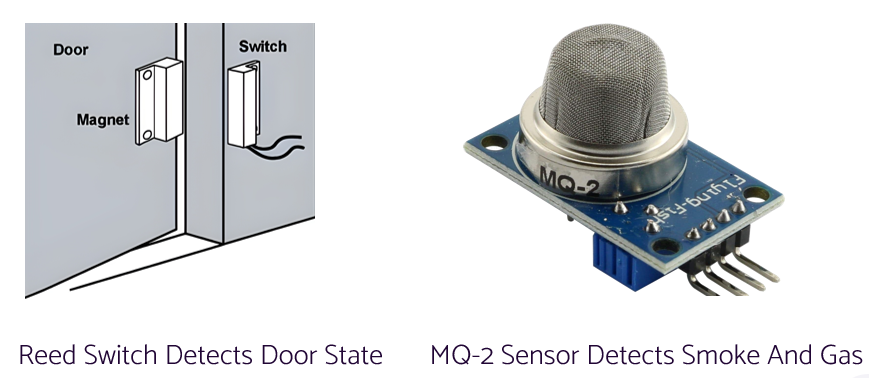 Door
Switch
Magnet
MQ-2
Flying-Fish
Reed Switch Detects Door State
MQ-2 Sensor Detects Smoke And Gas